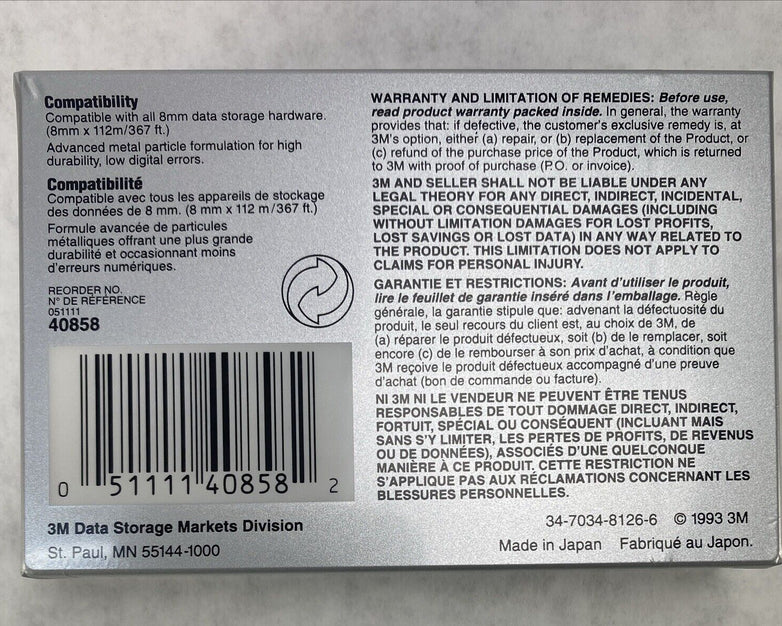 Compatibility
Compatible with all 8mm data storage hardware.
(8mm x 112m/367 ft.)
Advanced metal particle formulation for high
durability, low digital errors.
Compatibilité
Compatible avec tous les appareils de stockage
des données de 8 mm. (8 mm x 112 m/367 ft.)
Formule avancée de particules
métalliques offrant une plus grande
durabilité et occasionnant moins
d'erreurs numériques.
REORDER NO.
N° DE RÉFÉRENCE
051111
40858
0 51111 40858 2
3M Data Storage Markets Division
St. Paul, MN 55144-1000
WARRANTY AND LIMITATION OF REMEDIES: Before use,
read product warranty packed inside. In general, the warranty
provides that: if defective, the customer's exclusive remedy is, at
3M's option, either (a) repair, or (b) replacement of the Product, or
(c) refund of the purchase price of the Product, which is returned
to 3M with proof of purchase (P.O. or invoice).
3M AND SELLER SHALL NOT BE LIABLE UNDER ANY
LEGAL THEORY FOR ANY DIRECT, INDIRECT, INCIDENTAL,
SPECIAL OR CONSEQUENTIAL DAMAGES (INCLUDING
WITHOUT LIMITATION DAMAGES FOR LOST PROFITS,
LOST SAVINGS OR LOST DATA) IN ANY WAY RELATED TO
THE PRODUCT. THIS LIMITATION DOES NOT APPLY TO
CLAIMS FOR PERSONAL INJURY.
GARANTIE ET RESTRICTIONS: Avant d'utiliser le produit,
lire le feuillet de garantie inséré dans l'emballage. Règle
générale, la garantie stipule que: advenant la défectuosité du
produit, le seul recours du client est, au choix de 3M, de
(a) réparer le produit défectueux, soit (b) de le remplacer, soit
encore (c) de le rembourser à son prix d'achat, à condition que
3M reçoive le produit défectueux accompagné d'une preuve
d'achat (bon de commande ou facture).
NI 3M NI LE VENDEUR NE PEUVENT ÊTRE TENUS
RESPONSABLES DE TOUT DOMMAGE DIRECT, INDIRECT,
FORTUIT, SPÉCIAL OU CONSÉQUENT (INCLUANT MAIS
SANS S'Y LIMITER, LES PERTES DE PROFITS, DE REVENUS
OU DE DONNÉES), ASSOCIÉS D'UNE QUELCONQUE
MANIÈRE À CE PRODUIT. CETTE RESTRICTION NE
S'APPLIQUE PAS AUX RÉCLAMATIONS CONCERNANT LES
BLESSURES PERSONNELLES.
34-7034-8126-6 © 1993 3M
Made in Japan Fabriqué au Japon.